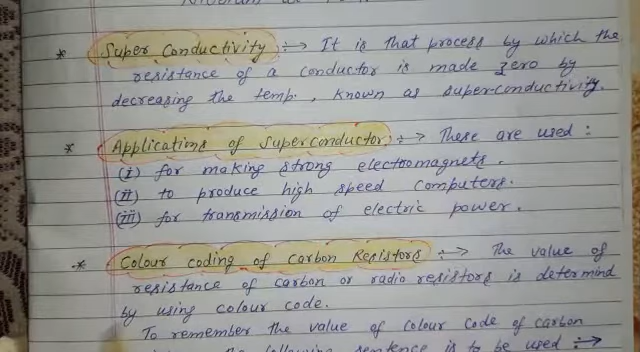 * Super Conductivity :-> It is that process by which the
resistance of a conductor is made zero by
decreasing the temp. , known as super-conductivity.
* Applications of Superconductor :-> These are used :
(i) for making strong electromagnets.
(ii) to produce high speed computers.
(iii) for transmission of electric power.
* Colour coding of carbon Resistors :-> The value of
resistance of carbon or radio resistors is determind
by using colour code.
To remember the value of colour code of carbon
the following sentence is to be used :->